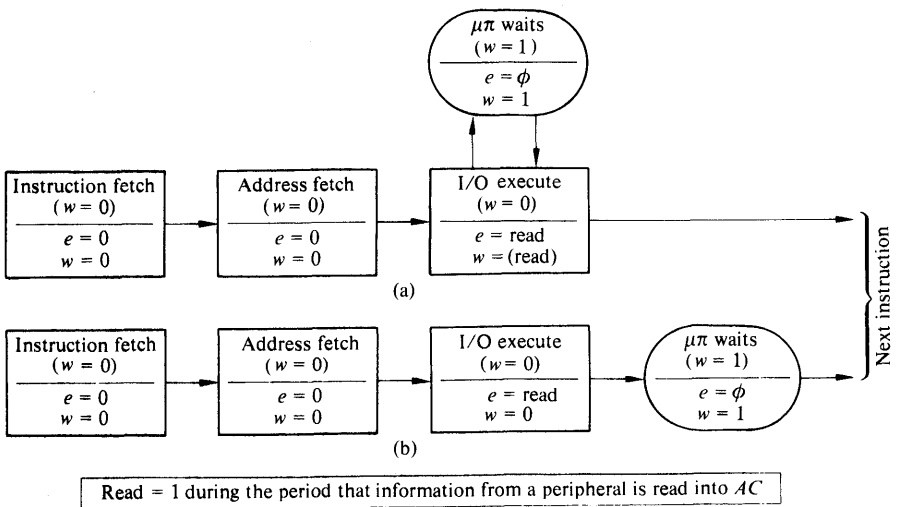 μπ waits
(w = 1)
e = ϕ
w = 1
Instruction fetch
(w = 0)
e = 0
w = 0
Address fetch
(w = 0)
e = 0
w = 0
I/O execute
(w = 0)
e = read
w = (read)
(a)
Instruction fetch
(w = 0)
e = 0
w = 0
Address fetch
(w = 0)
e = 0
w = 0
I/O execute
(w = 0)
e = read
w = 0
μπ waits
(w = 1)
e = ϕ
w = 1
(b)
Next instruction
Read = 1 during the period that information from a peripheral is read into AC